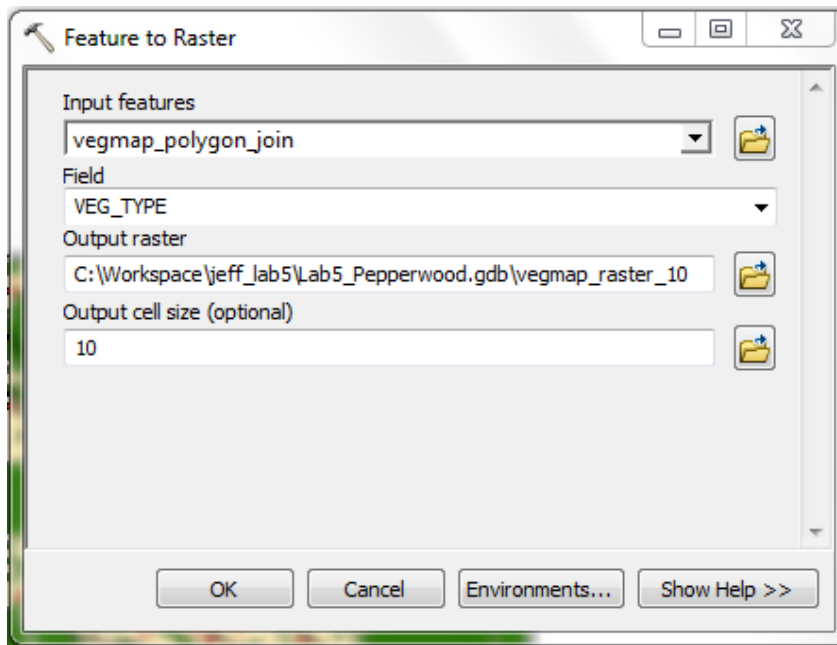 Feature to Raster
Input features
vegmap_polygon_join
Field
VEG_TYPE
Output raster
C:\Workspace\jeff_lab5\Lab5_Pepperwood.gdb\vegmap_raster_10
Output cell size (optional)
10
OK Cancel Environments... Show Help >>